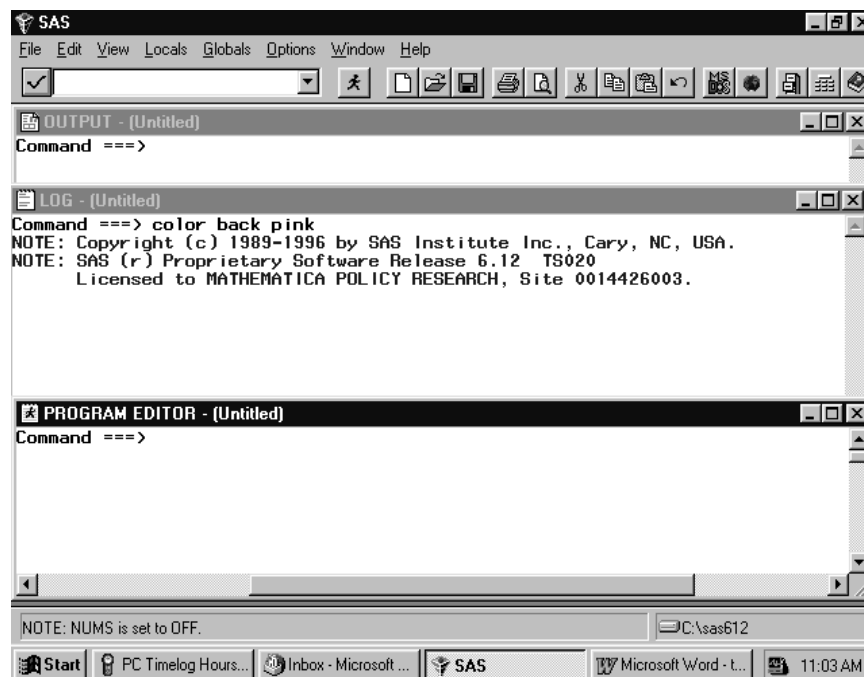 SAS
File Edit View Locals Globals Options Window Help
MS DOS
OUTPUT - (Untitled)
Command ===>
LOG - (Untitled)
Command ===> color back pink
NOTE: Copyright (c) 1989-1996 by SAS Institute Inc., Cary, NC, USA.
NOTE: SAS (r) Proprietary Software Release 6.12 TS020
Licensed to MATHEMATICA POLICY RESEARCH, Site 0014426003.
PROGRAM EDITOR - (Untitled)
Command ===>
NOTE: NUMS is set to OFF. C:\sas612
Start PC Timelog Hours... Inbox - Microsoft ... SAS Microsoft Word - t... 11:03 AM